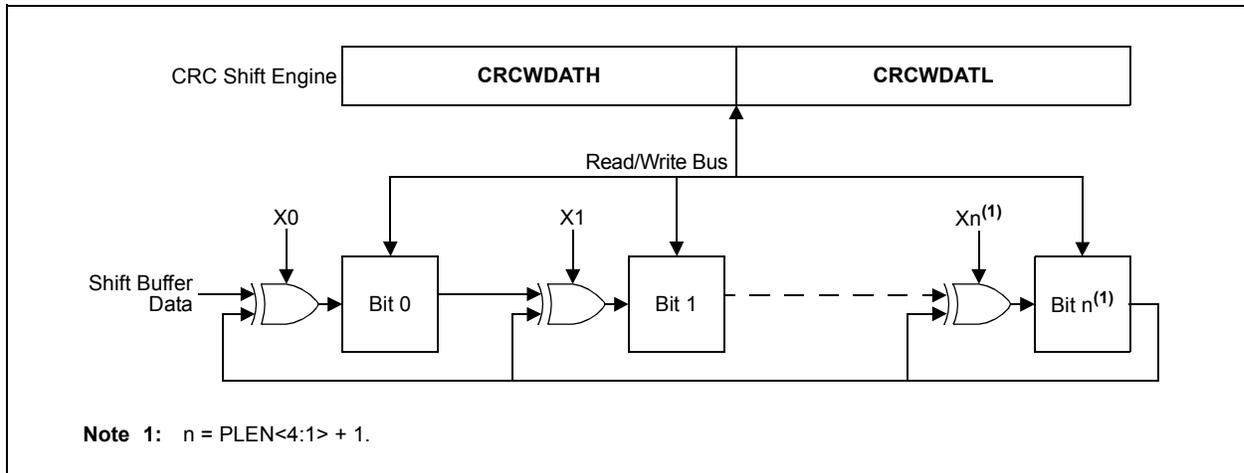 CRC Shift Engine
CRCWDATH
CRCWDATL
Read/Write Bus
X0
X1
Xn(1)
Shift Buffer
Data
Bit 0
Bit 1
Bit n(1)
Note 1: n = PLEN<4:1> + 1.